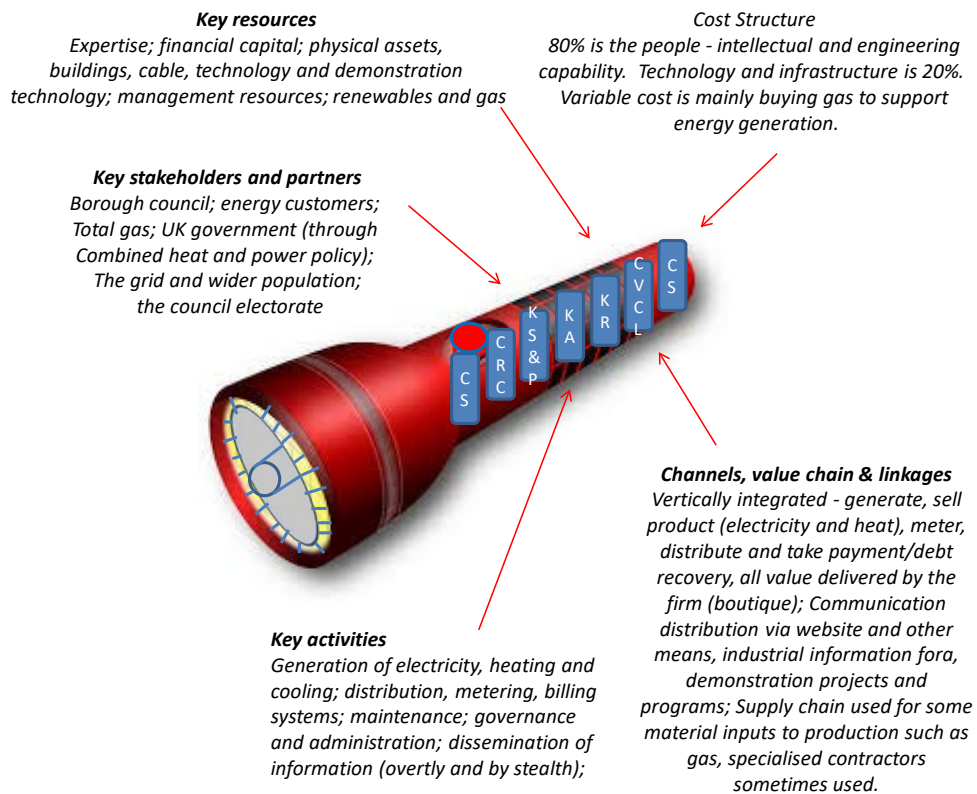 Key resources
Expertise; financial capital; physical assets,
buildings, cable, technology and demonstration
technology; management resources; renewables and gas
Cost Structure
80% is the people - intellectual and engineering
capability.  Technology and infrastructure is 20%.
Variable cost is mainly buying gas to support
energy generation.
Key stakeholders and partners
Borough council; energy customers;
Total gas; UK government (through
Combined heat and power policy);
The grid and wider population;
the council electorate
CS
CRC
KS&P
KA
KR
CVCL
CS
Channels, value chain & linkages
Vertically integrated - generate, sell
product (electricity and heat), meter,
distribute and take payment/debt
recovery, all value delivered by the
firm (boutique); Communication
distribution via website and other
means, industrial information fora,
demonstration projects and
programs; Supply chain used for some
material inputs to production such as
gas, specialised contractors
sometimes used.
Key activities
Generation of electricity, heating and
cooling; distribution, metering, billing
systems; maintenance; governance
and administration; dissemination of
information (overtly and by stealth);